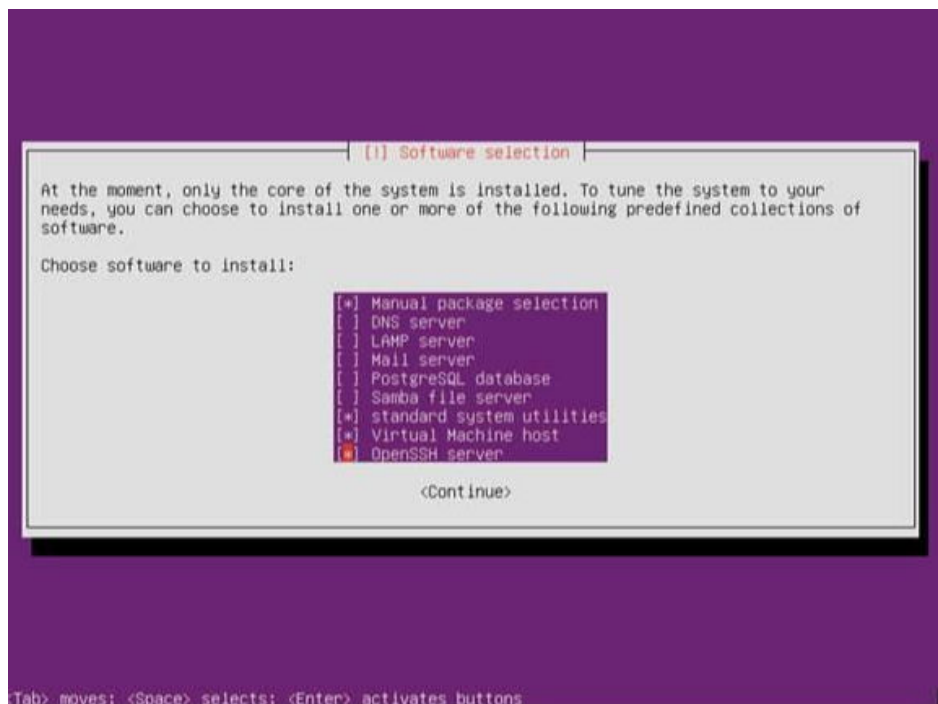 [!] Software selection
At the moment, only the core of the system is installed. To tune the system to your
needs, you can choose to install one or more of the following predefined collections of
software.
Choose software to install:
[*] Manual package selection
[ ] DNS server
[ ] LAMP server
[ ] Mail server
[ ] PostgreSQL database
[ ] Samba file server
[*] standard system utilities
[*] Virtual Machine host
[*] OpenSSH server
<Continue>
<Tab> moves; <Space> selects; <Enter> activates buttons